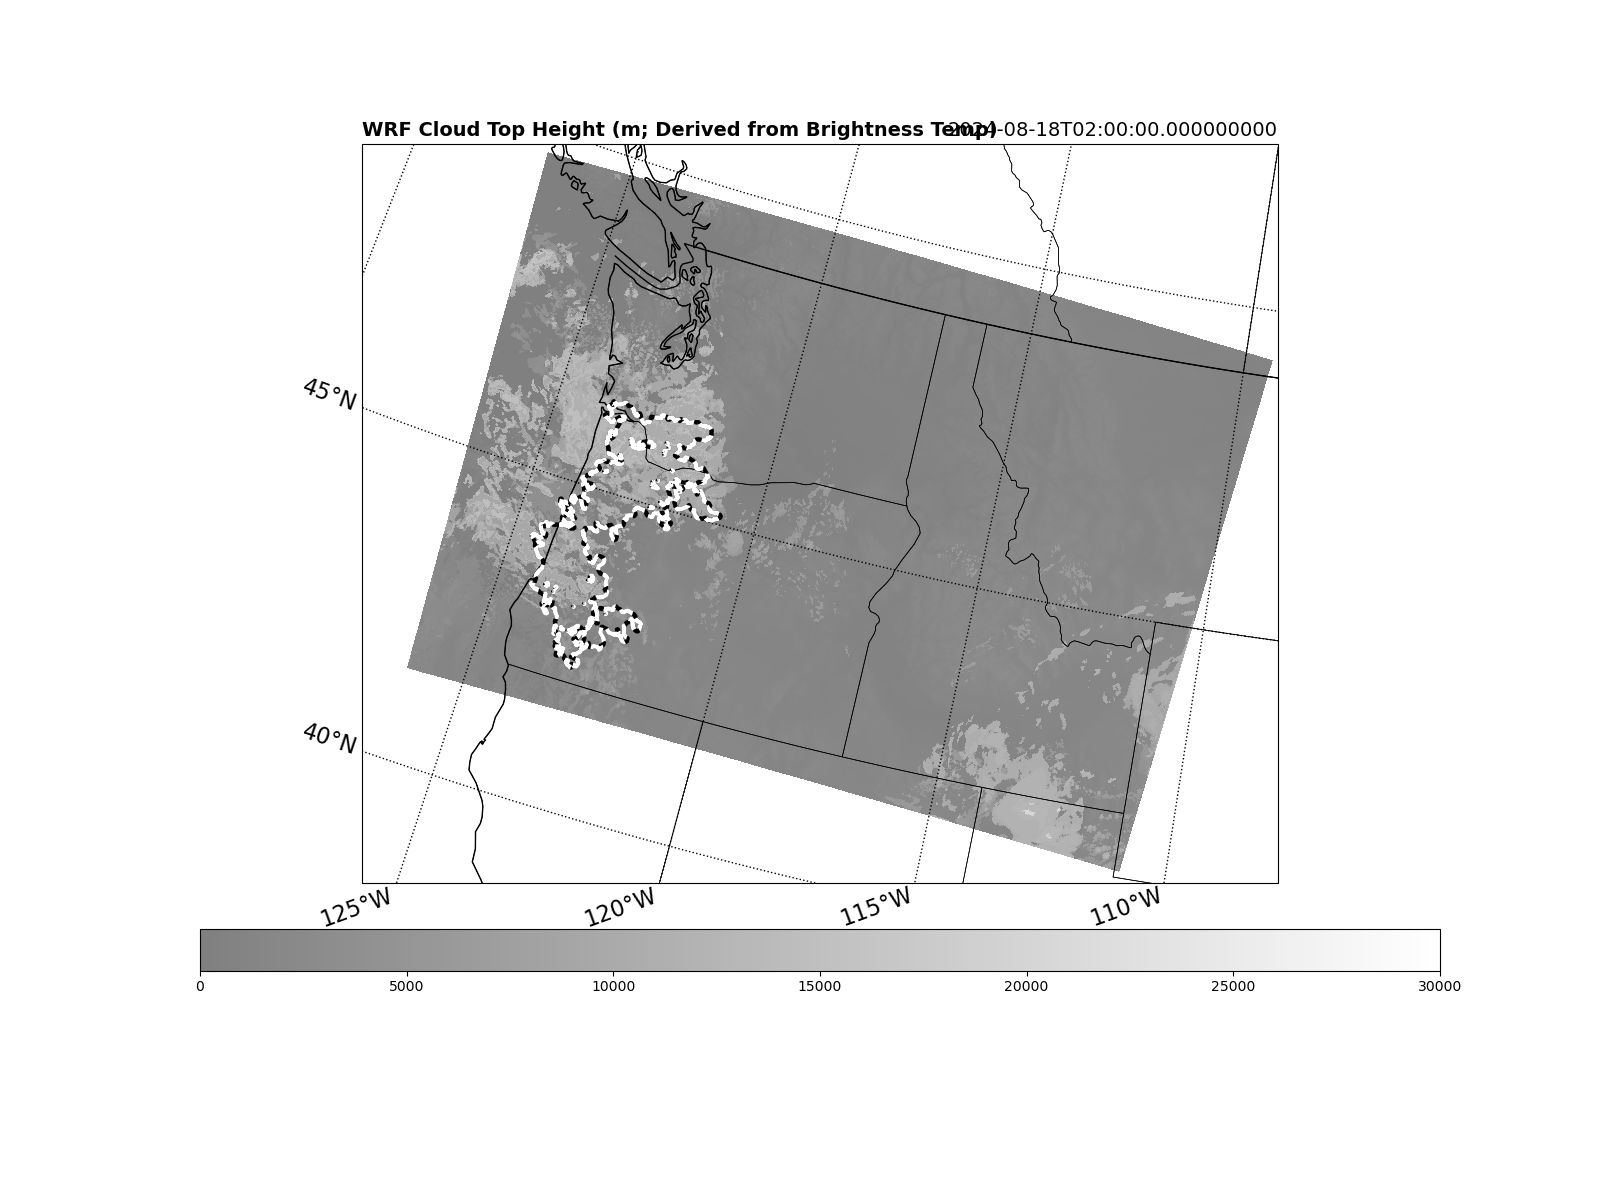 WRF Cloud Top Height (m; Derived from Brightness Temp) 2024-08-18T02:00:00.000000000
45°N
40°N
125°W 120°W 115°W 110°W
0 5000 10000 15000 20000 25000 30000